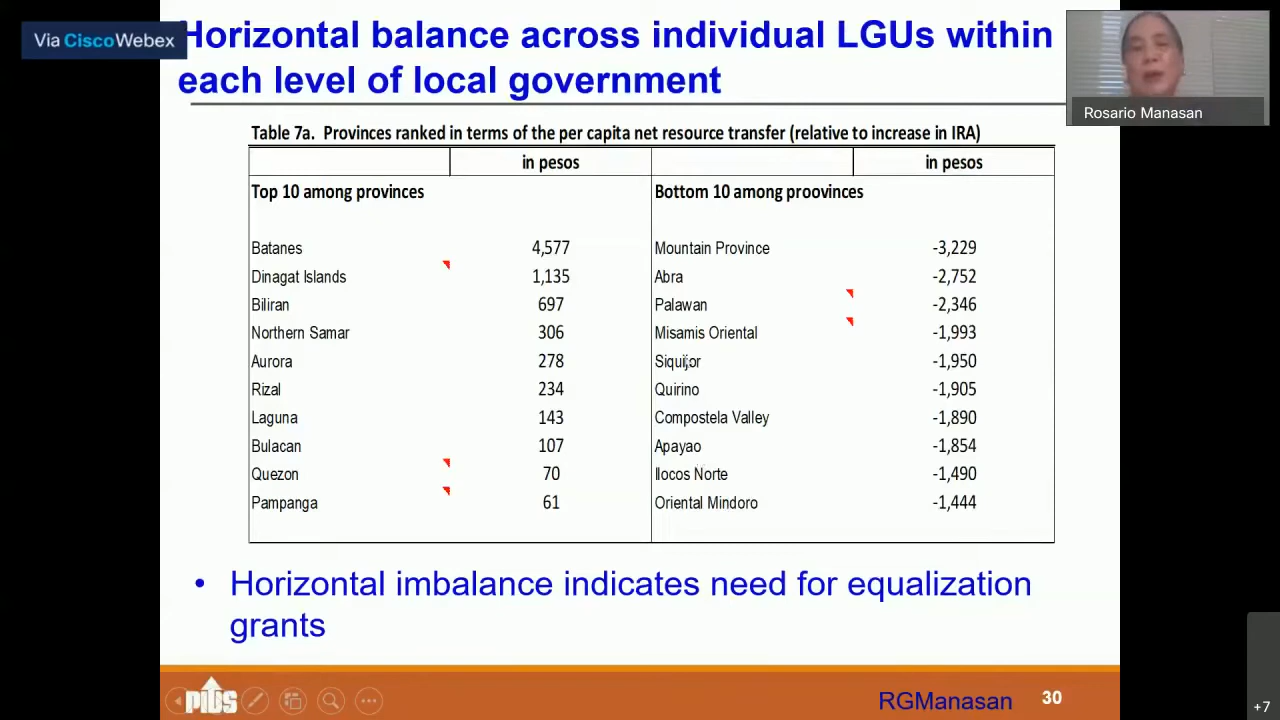 Via CiscoWebex
Horizontal balance across individual LGUs within
each level of local government
Rosario Manasan
Table 7a. Provinces ranked in terms of the per capita net resource transfer (relative to increase in IRA)
in pesos in pesos
Top 10 among provinces Bottom 10 among proovinces
Batanes 4,577 Mountain Province -3,229
Dinagat Islands 1,135 Abra -2,752
Biliran 697 Palawan -2,346
Northern Samar 306 Misamis Oriental -1,993
Aurora 278 Siquijor -1,950
Rizal 234 Quirino -1,905
Laguna 143 Compostela Valley -1,890
Bulacan 107 Apayao -1,854
Quezon 70 Ilocos Norte -1,490
Pampanga 61 Oriental Mindoro -1,444
• Horizontal imbalance indicates need for equalization
grants
PIDS RGManasan 30
+7